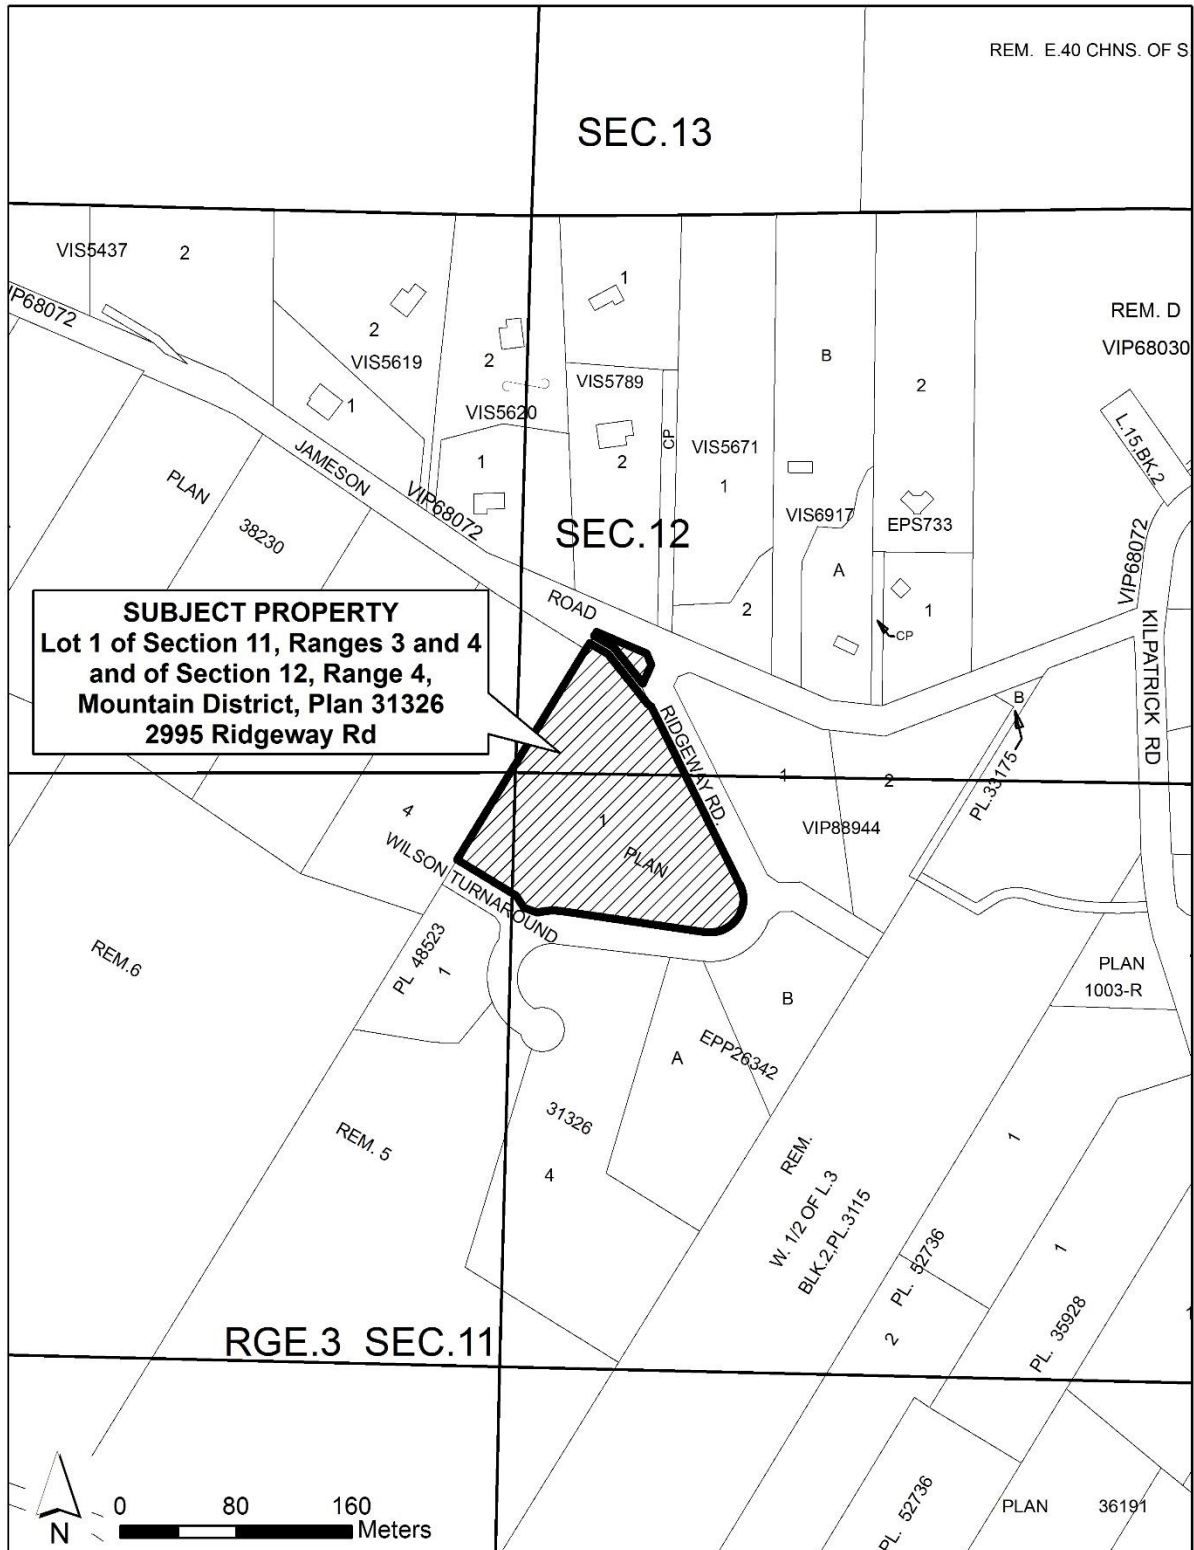 REM. E.40 CHNS. OF S
SEC.13
VIS5437
2
1
IP68072
2
VIS5619
2
VIS5789
B
REM. D
VIP68030
2
1
VIS5620
CP
VIS5671
L.15,BK.2
1
2
1
JAMESON
VIP68072
VIS6917
EPS733
PLAN
38230
SEC.12
A
VIP68072
ROAD
2
1
CP
KILPATRICK RD
SUBJECT PROPERTY
Lot 1 of Section 11, Ranges 3 and 4
and of Section 12, Range 4,
Mountain District, Plan 31326
2995 Ridgeway Rd
RIDGEWAY RD.
B
1
2
PL.33175
4
1
VIP88944
WILSON TURNAROUND
PLAN
REM.6
PL 48523
1
PLAN
1003-R
B
A
EPP26342
31326
REM. 5
4
REM.
W. 1/2 OF L.3
BLK.2,PL.3115
1
1
PL. 52736
2
PL. 35928
1
RGE.3 SEC.11
PL. 52736
PLAN 36191
0 80 160
Meters
N